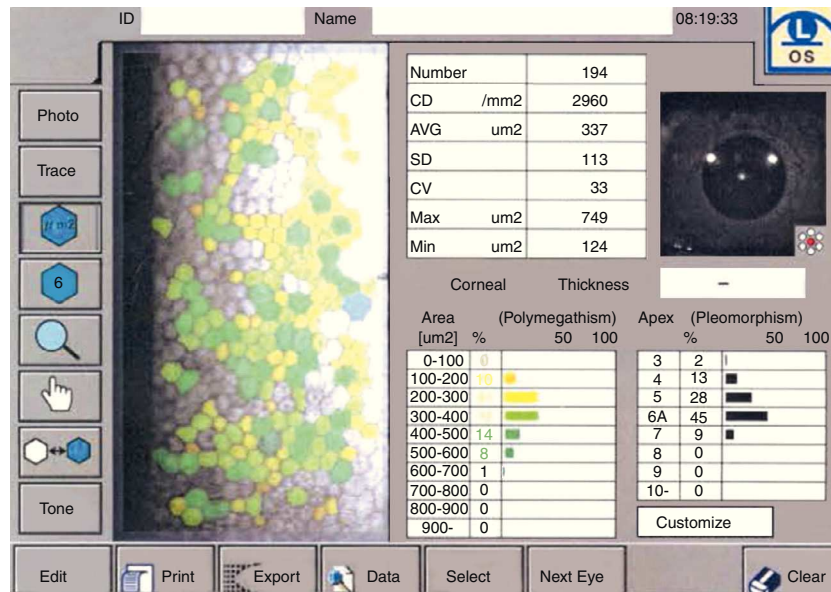 ID Name 08:19:33
L
OS
Photo
Trace
μm2
6
Tone
Number 194
CD /mm2 2960
AVG um2 337
SD 113
CV 33
Max um2 749
Min um2 124
Corneal Thickness –
Area (Polymegathism)
[um2] % 50 100
0-100 0
100-200
200-300
300-400
400-500 14
500-600 8
600-700 1
700-800 0
800-900 0
900- 0
Apex (Pleomorphism)
% 50 100
3 2
4 13
5 28
6A 45
7 9
8 0
9 0
10- 0
Customize
Edit Print Export Data Select Next Eye Clear